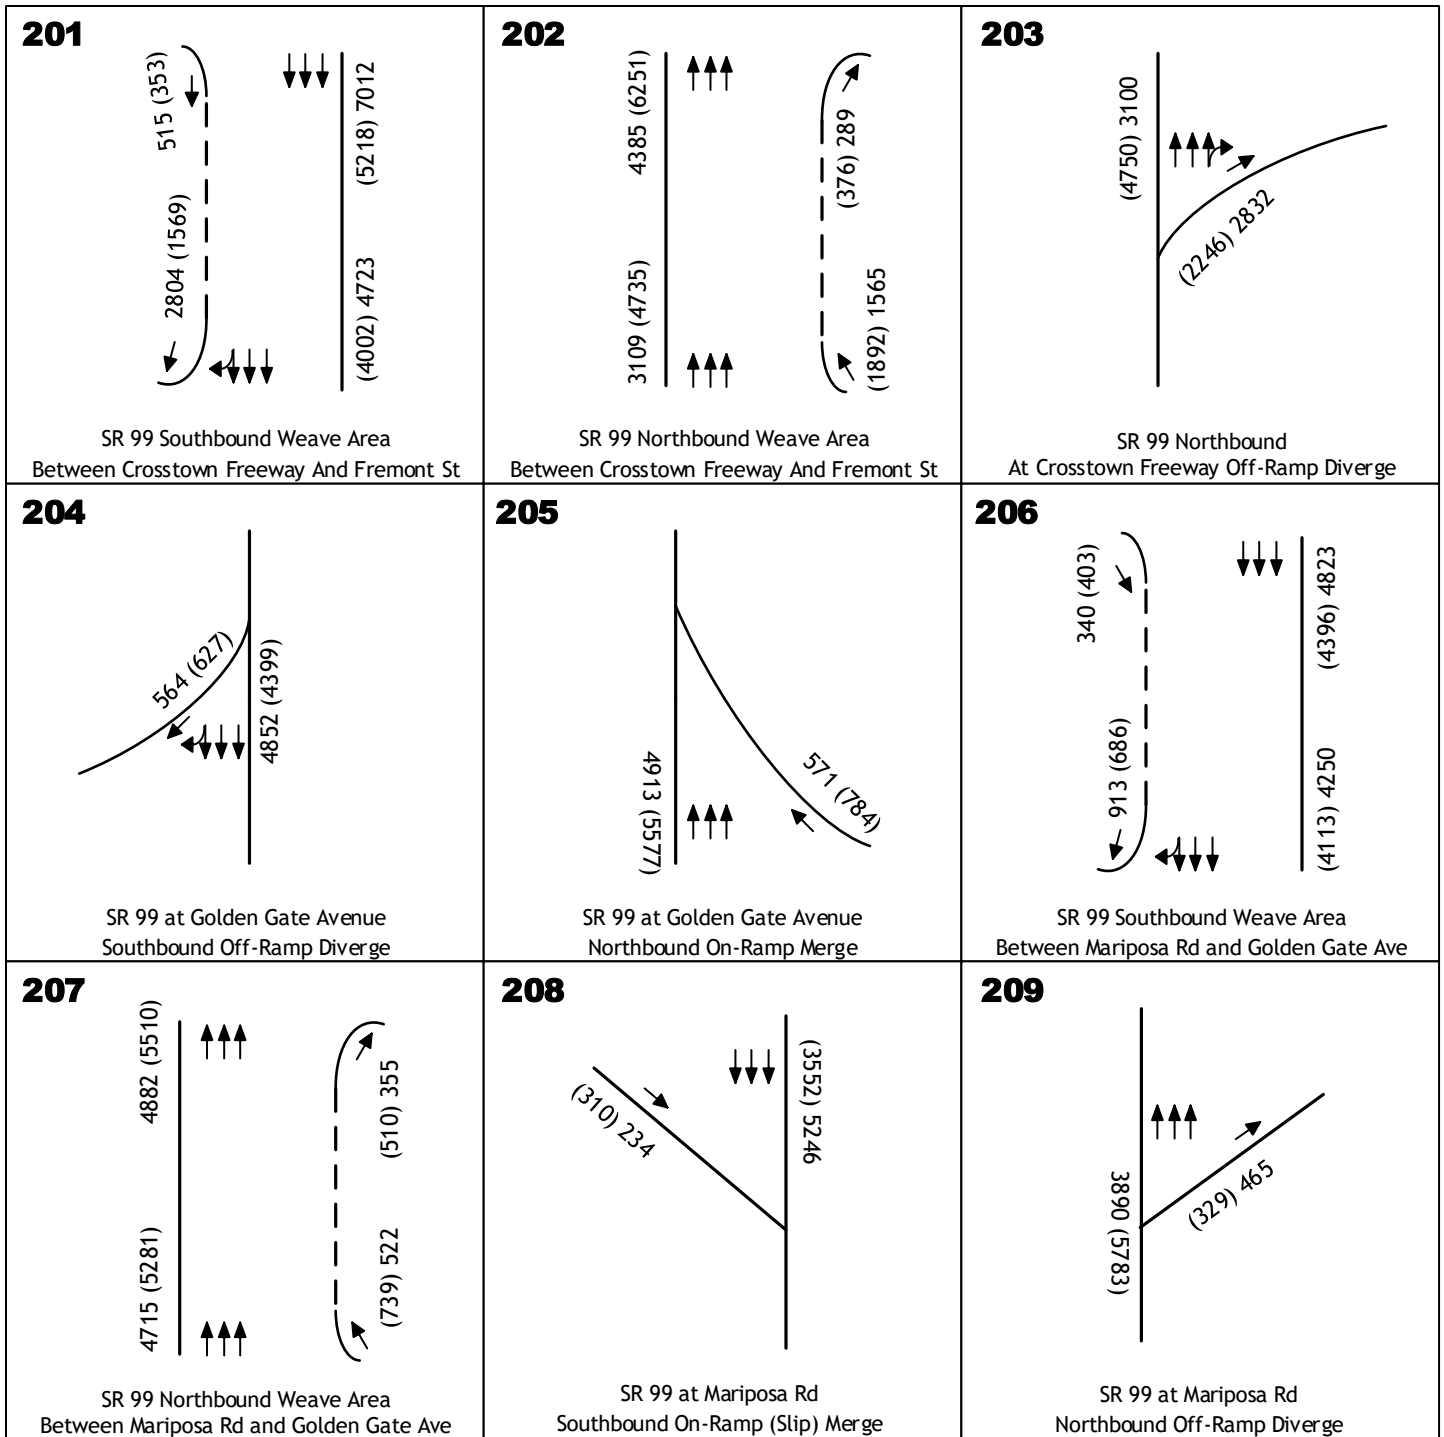 201
515 (353)
2804 (1569)
(5218) 7012
(4002) 4723
SR 99 Southbound Weave Area
Between Crosstown Freeway And Fremont St
202
4385 (6251)
3109 (4735)
(376) 289
(1892) 1565
SR 99 Northbound Weave Area
Between Crosstown Freeway And Fremont St
203
(4750) 3100
(2246) 2832
SR 99 Northbound
At Crosstown Freeway Off-Ramp Diverge
204
564 (627)
4852 (4399)
SR 99 at Golden Gate Avenue
Southbound Off-Ramp Diverge
205
4913 (5577)
571 (784)
SR 99 at Golden Gate Avenue
Northbound On-Ramp Merge
206
340 (403)
913 (686)
(4396) 4823
(4113) 4250
SR 99 Southbound Weave Area
Between Mariposa Rd and Golden Gate Ave
207
4882 (5510)
4715 (5281)
(510) 355
(739) 522
SR 99 Northbound Weave Area
Between Mariposa Rd and Golden Gate Ave
208
(310) 234
(3552) 5246
SR 99 at Mariposa Rd
Southbound On-Ramp (Slip) Merge
209
3890 (5783)
(329) 465
SR 99 at Mariposa Rd
Northbound Off-Ramp Diverge